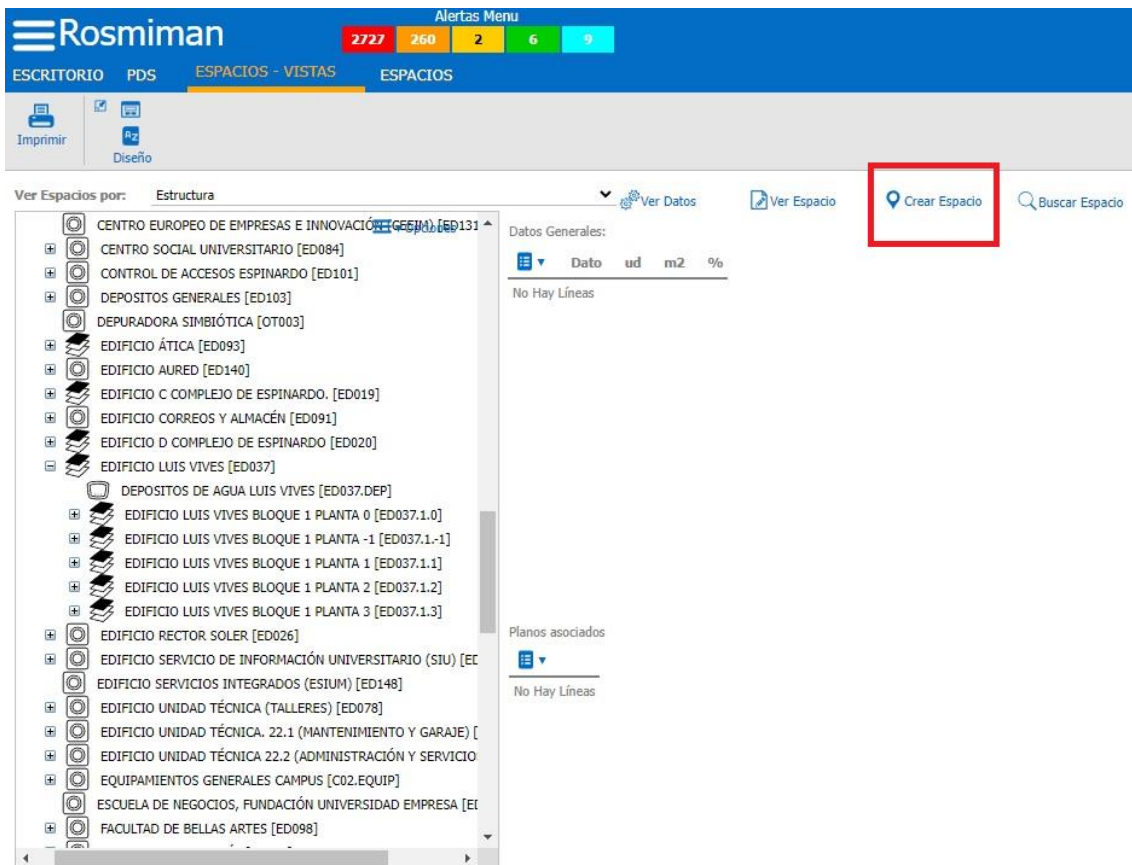 Alertas Menu
Rosmiman
2727 260 2 6 9
ESCRITORIO PDS ESPACIOS - VISTAS ESPACIOS
Imprimir
Diseño
Ver Espacios por: Estructura
Ver Datos Ver Espacio Crear Espacio Buscar Espacio
CENTRO EUROPEO DE EMPRESAS E INNOVACIÓN (CEEIM) [ED131
CENTRO SOCIAL UNIVERSITARIO [ED084]
CONTROL DE ACCESOS ESPINARDO [ED101]
DEPOSITOS GENERALES [ED103]
DEPURADORA SIMBIÓTICA [OT003]
EDIFICIO ÁTICA [ED093]
EDIFICIO AURED [ED140]
EDIFICIO C COMPLEJO DE ESPINARDO. [ED019]
EDIFICIO CORREOS Y ALMACÉN [ED091]
EDIFICIO D COMPLEJO DE ESPINARDO [ED020]
EDIFICIO LUIS VIVES [ED037]
DEPOSITOS DE AGUA LUIS VIVES [ED037.DEP]
EDIFICIO LUIS VIVES BLOQUE 1 PLANTA 0 [ED037.1.0]
EDIFICIO LUIS VIVES BLOQUE 1 PLANTA -1 [ED037.1.-1]
EDIFICIO LUIS VIVES BLOQUE 1 PLANTA 1 [ED037.1.1]
EDIFICIO LUIS VIVES BLOQUE 1 PLANTA 2 [ED037.1.2]
EDIFICIO LUIS VIVES BLOQUE 1 PLANTA 3 [ED037.1.3]
EDIFICIO RECTOR SOLER [ED026]
EDIFICIO SERVICIO DE INFORMACIÓN UNIVERSITARIO (SIU) [ED
EDIFICIO SERVICIOS INTEGRADOS (ESIUM) [ED148]
EDIFICIO UNIDAD TÉCNICA (TALLERES) [ED078]
EDIFICIO UNIDAD TÉCNICA. 22.1 (MANTENIMIENTO Y GARAJE) [
EDIFICIO UNIDAD TÉCNICA 22.2 (ADMINISTRACIÓN Y SERVICIO
EQUIPAMIENTOS GENERALES CAMPUS [C02.EQUIP]
ESCUELA DE NEGOCIOS, FUNDACIÓN UNIVERSIDAD EMPRESA [ED
FACULTAD DE BELLAS ARTES [ED098]
Datos Generales:
Dato ud m2 %
No Hay Líneas
Planos asociados
No Hay Líneas